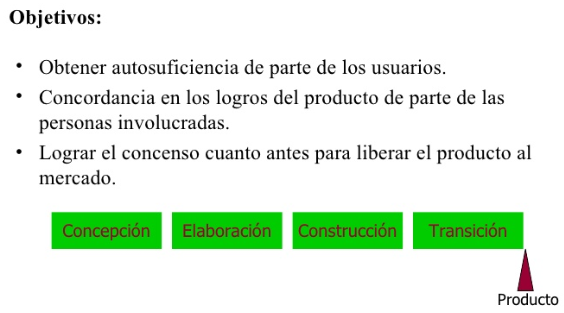 Objetivos:
• Obtener autosuficiencia de parte de los usuarios.
• Concordancia en los logros del producto de parte de las
personas involucradas.
• Lograr el concenso cuanto antes para liberar el producto al
mercado.
Concepción Elaboración Construcción Transición
Producto